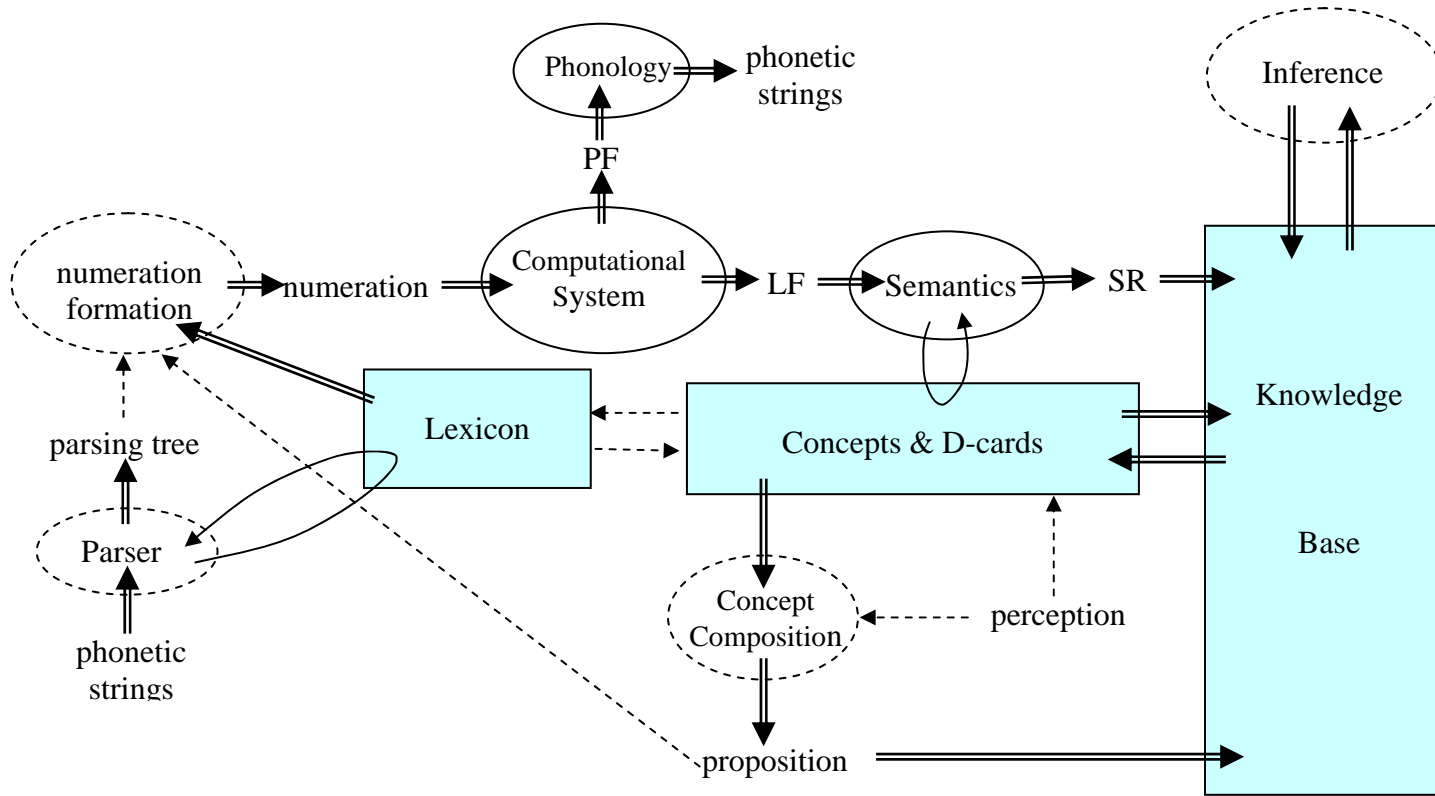 Phonology
phonetic
strings
Inference
PF
numeration
formation
numeration
Computational
System
LF
Semantics
SR
Lexicon
Concepts & D-cards
Knowledge
Base
parsing tree
Parser
phonetic
strings
Concept
Composition
perception
proposition